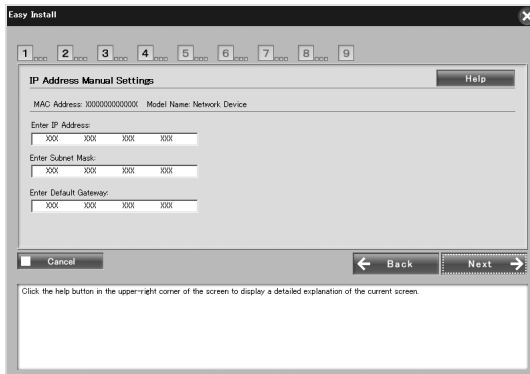 Easy Install
1 2 3 4 5 6 7 8 9
IP Address Manual Settings
Help
MAC Address: XXXXXXXXXXXX Model Name: Network Device
Enter IP Address:
XXX XXX XXX XXX
Enter Subnet Mask:
XXX XXX XXX XXX
Enter Default Gateway:
XXX XXX XXX XXX
Cancel
Back
Next
Click the help button in the upper-right corner of the screen to display a detailed explanation of the current screen.